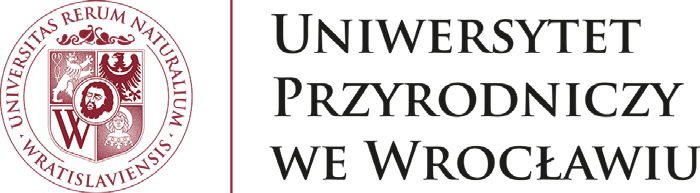 UNIVERSITAS RERUM NATURALIUM
· WRATISLAVIENSIS ·
W
UNIWERSYTET
PRZYRODNICZY
WE WROCŁAWIU